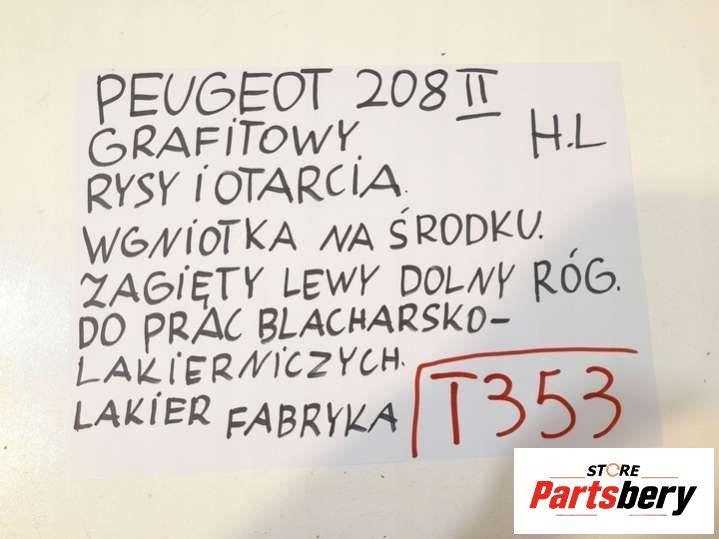 PEUGEOT 208 II
GRAFITOWY H.L
RYSY I OTARCIA.
WGNIOTKA NA ŚRODKU.
ZAGIĘTY LEWY DOLNY RÓG.
DO PRAC BLACHARSKO-
LAKIERNICZYCH.
LAKIER FABRYKA T353
STORE
Partsbery